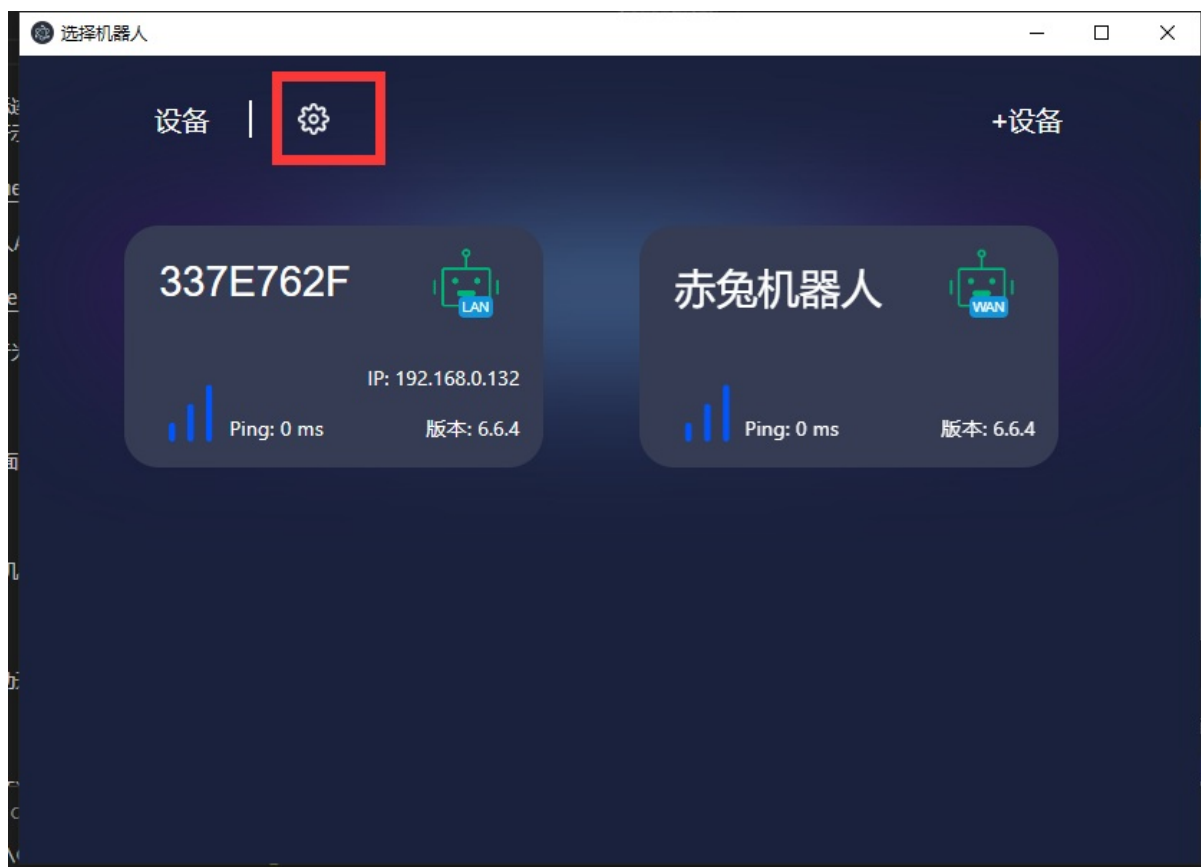 选择机器人
设备
+设备
337E762F
LAN
IP: 192.168.0.132
Ping: 0 ms
版本: 6.6.4
赤兔机器人
WAN
Ping: 0 ms
版本: 6.6.4